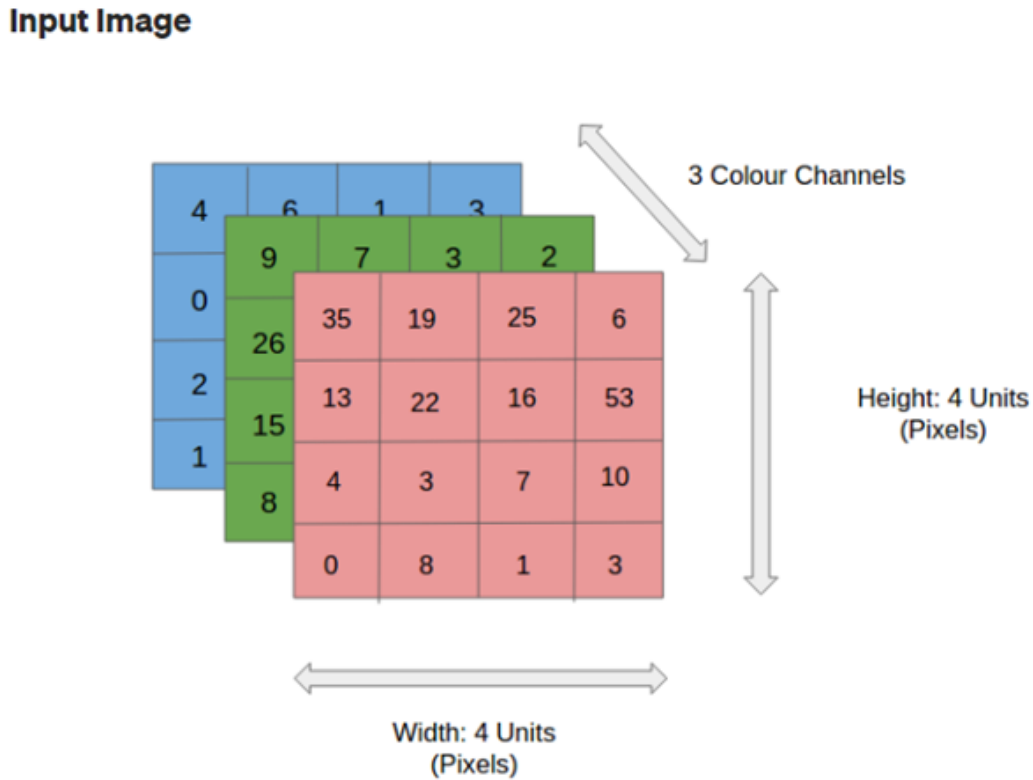 Input Image
3 Colour Channels
4 6 1 3
9 7 3 2
0
35 19 25 6
26
2
13 22 16 53
15
1
4 3 7 10
8
0 8 1 3
Height: 4 Units
(Pixels)
Width: 4 Units
(Pixels)